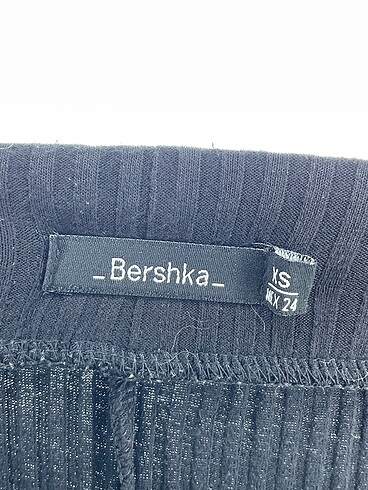 _Bershka_
XS
MEX 24